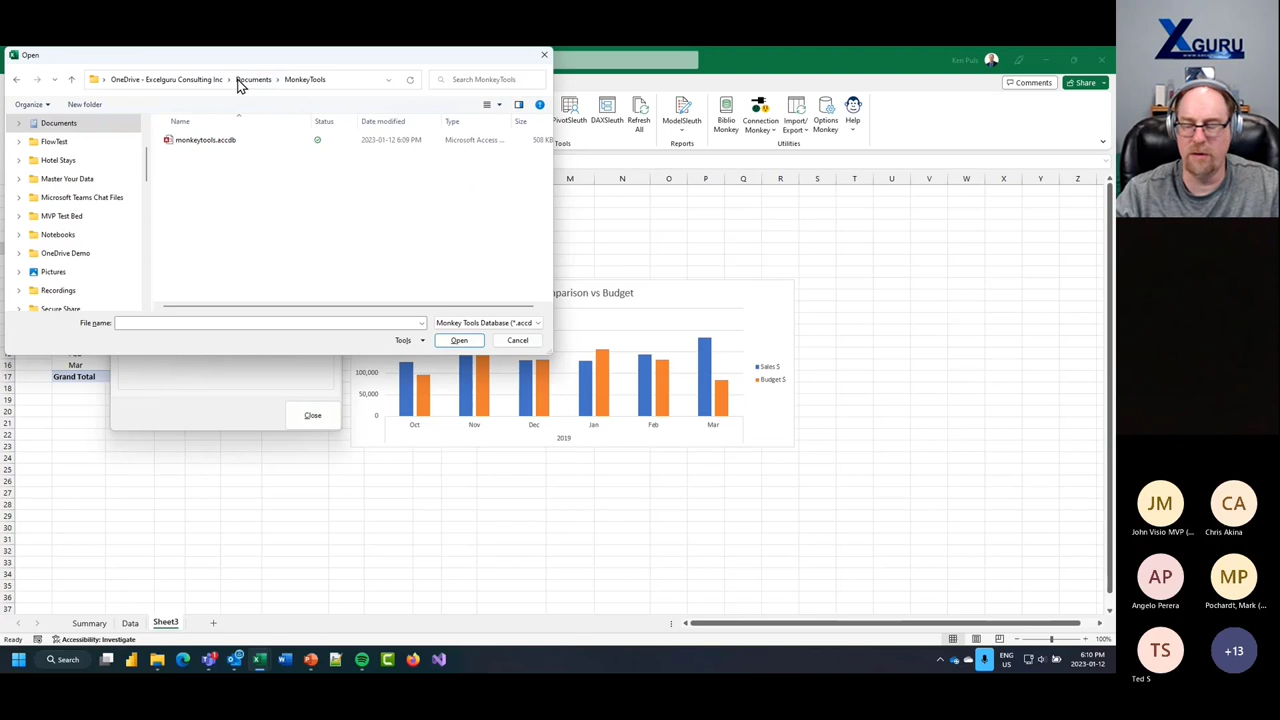 Open
OneDrive - Excelguru Consulting Inc > Documents > MonkeyTools
Search MonkeyTools
Organize
New folder
Name
Status
Date modified
Type
Size
monkeytools.accdb
2023-01-12 6:09 PM
Microsoft Access ...
508 KB
Documents
FlowTest
Hotel Stays
Master Your Data
Microsoft Teams Chat Files
MVP Test Bed
Notebooks
OneDrive Demo
Pictures
Recordings
Secure Share
File name:
Monkey Tools Database (*.accd
Tools
Open
Cancel
Ken Puls
Comments
Share
PivotSleuth
DAXSleuth
Refresh All
ModelSleuth
Biblio Monkey
Connection Monkey
Import/ Export
Options Monkey
Help
Tools
Reports
Utilities
M N O P Q R S T U V W X Y Z
parison vs Budget
100,000
50,000
0
Oct Nov Dec Jan Feb Mar
2019
Sales $
Budget $
16 Mar
17 Grand Total
18
19
20
21
22
23
24
25
26
27
28
29
30
31
32
33
34
35
36
37
Close
Summary
Data
Sheet3
Ready
Accessibility: Investigate
100%
Search
ENG
US
6:10 PM
2023-01-12
X GURU
JM
John Visio MVP (...
CA
Chris Akina
AP
Angelo Perera
MP
Pochardt, Mark (...
TS
Ted S
+13